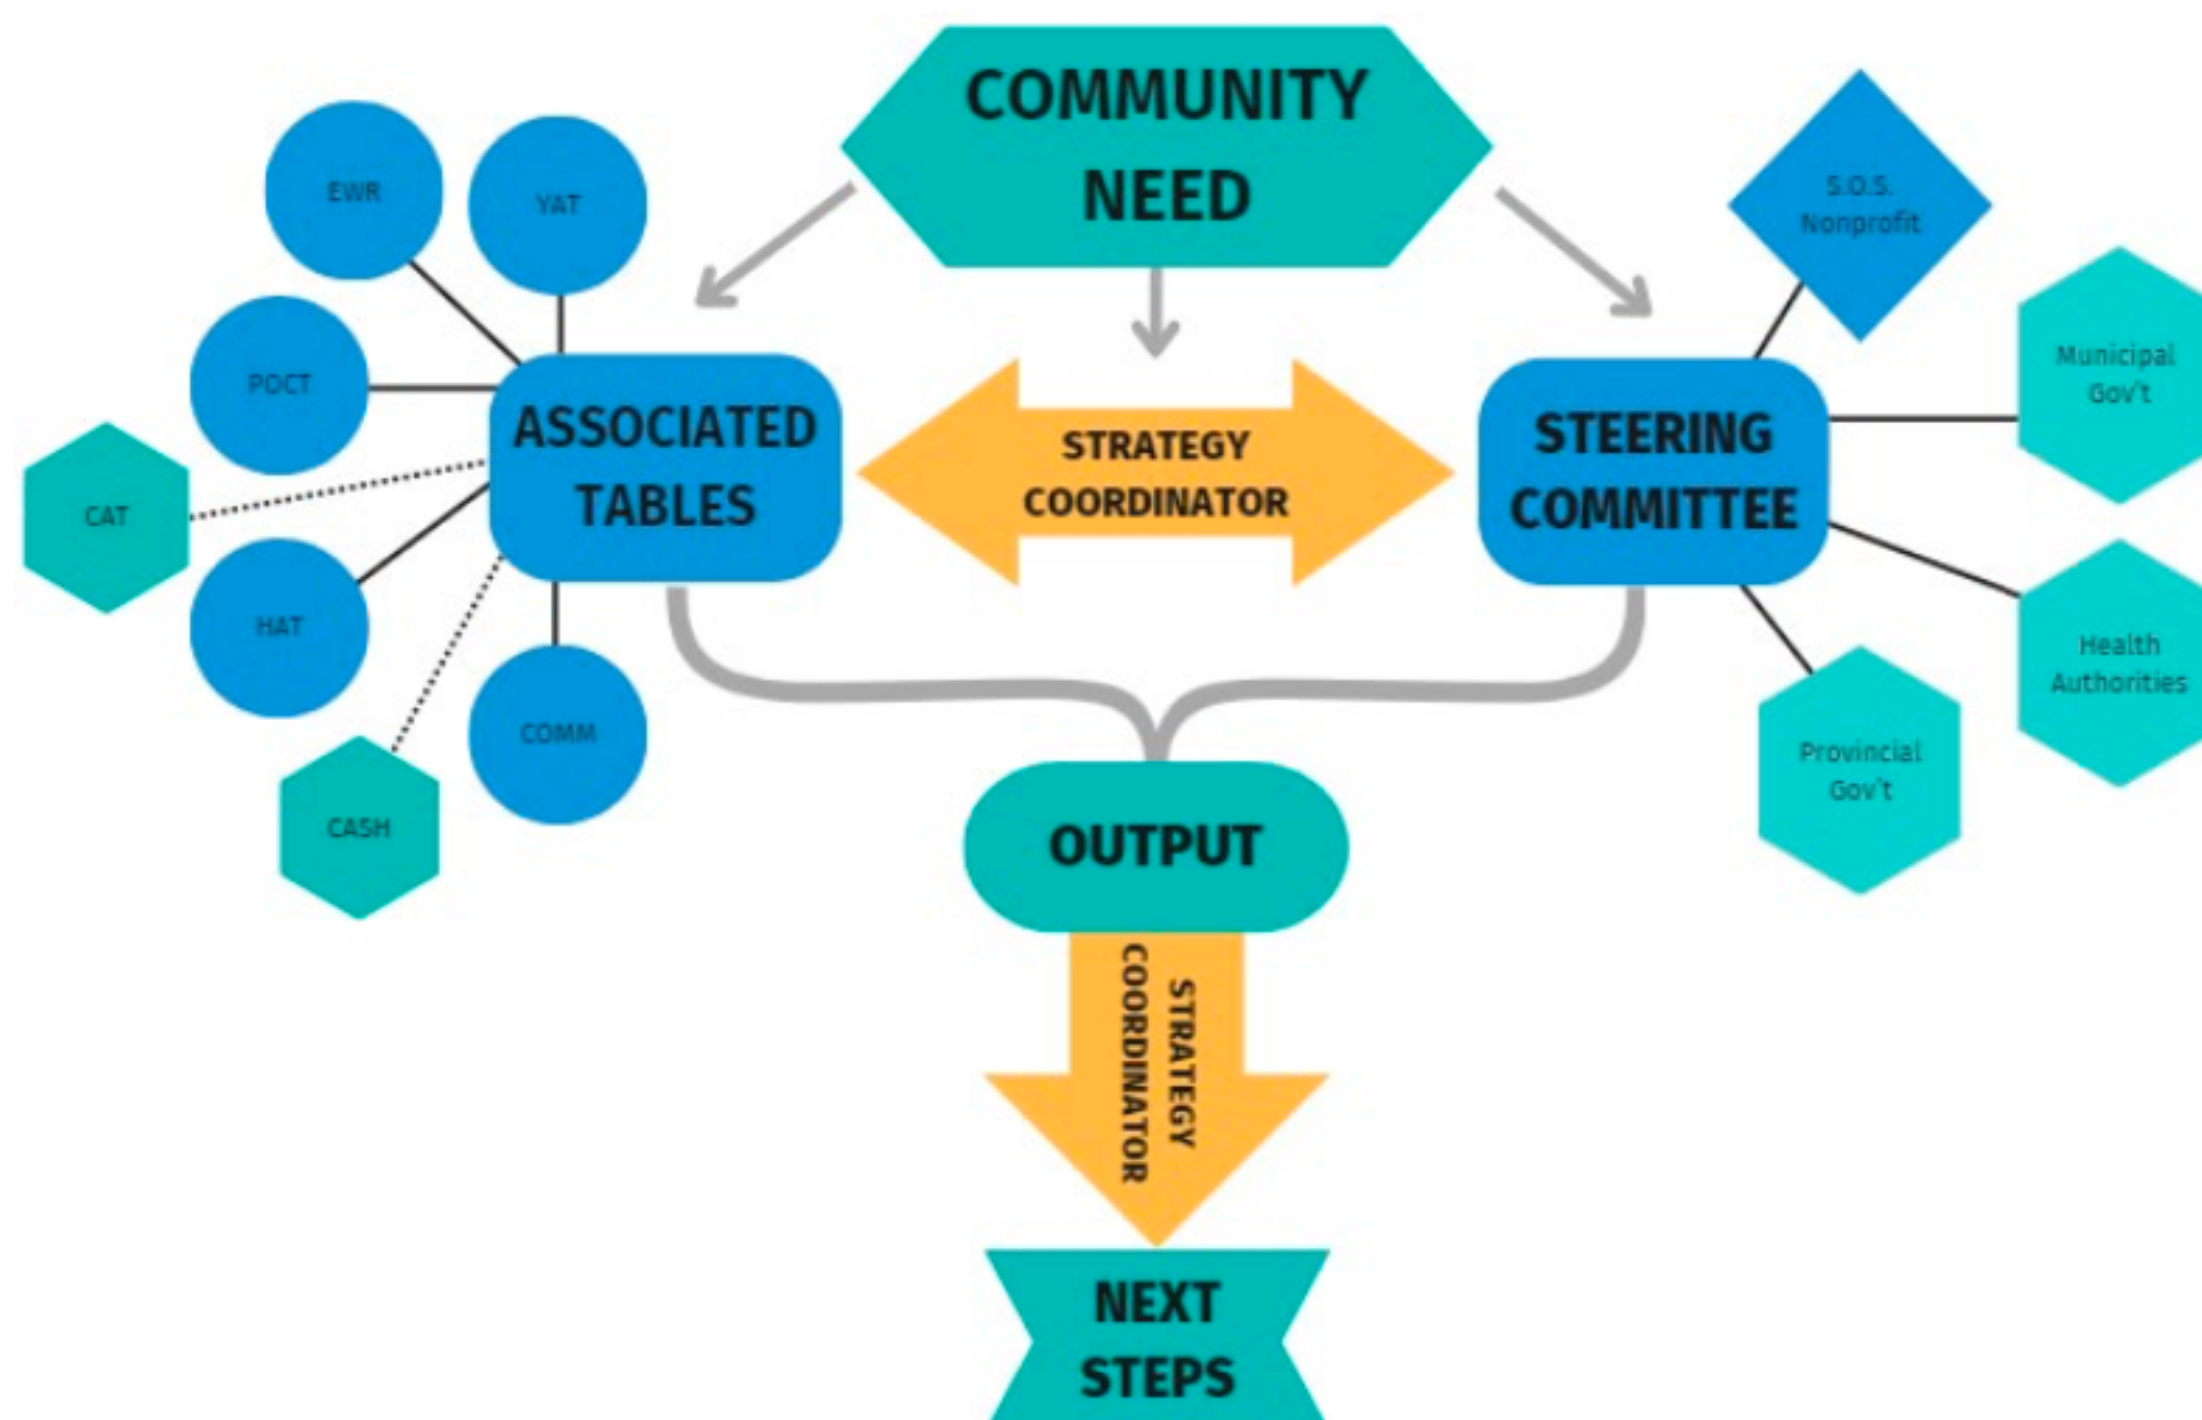 COMMUNITY
NEED
EWR
YAT
POCT
CAT
HAT
CASH
COMM
ASSOCIATED
TABLES
STRATEGY
COORDINATOR
STEERING
COMMITTEE
S.O.S.
Nonprofit
Municipal
Gov't
Health
Authorities
Provincial
Gov't
OUTPUT
STRATEGY
COORDINATOR
NEXT
STEPS